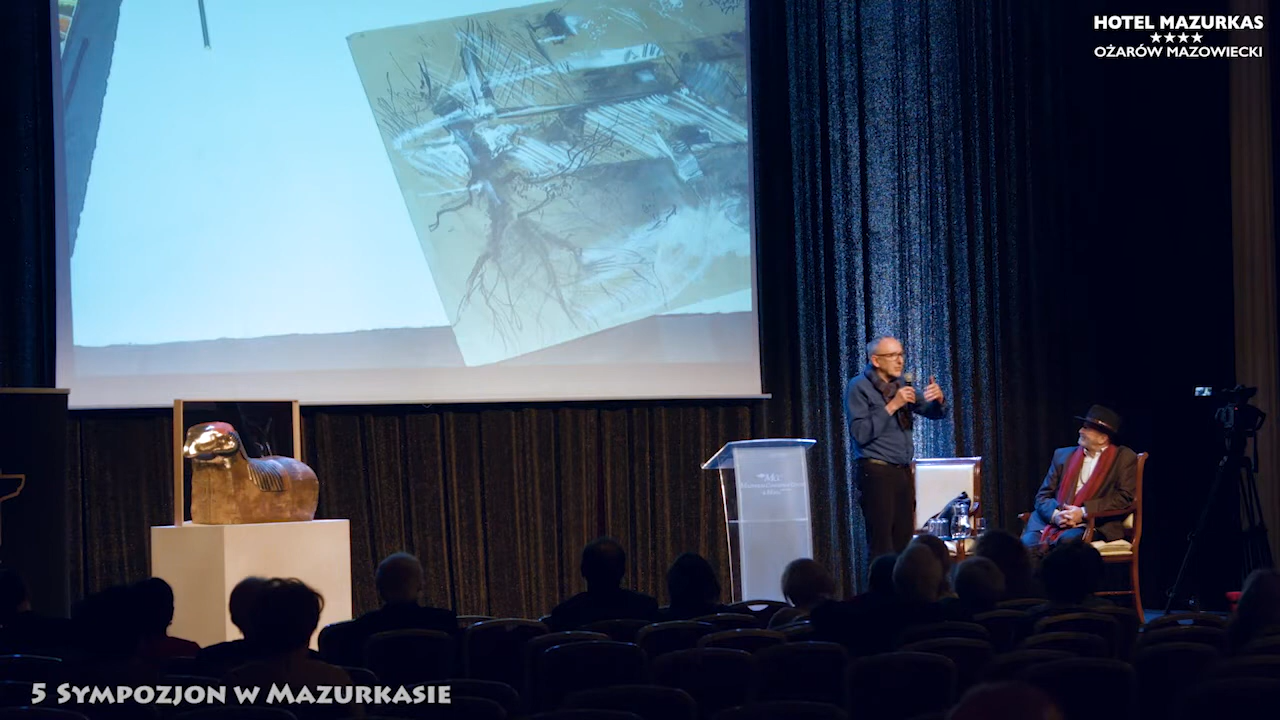 HOTEL MAZURKAS
★★★★
OŻARÓW MAZOWIECKI
5 SYMPOZJON W MAZURKASIE